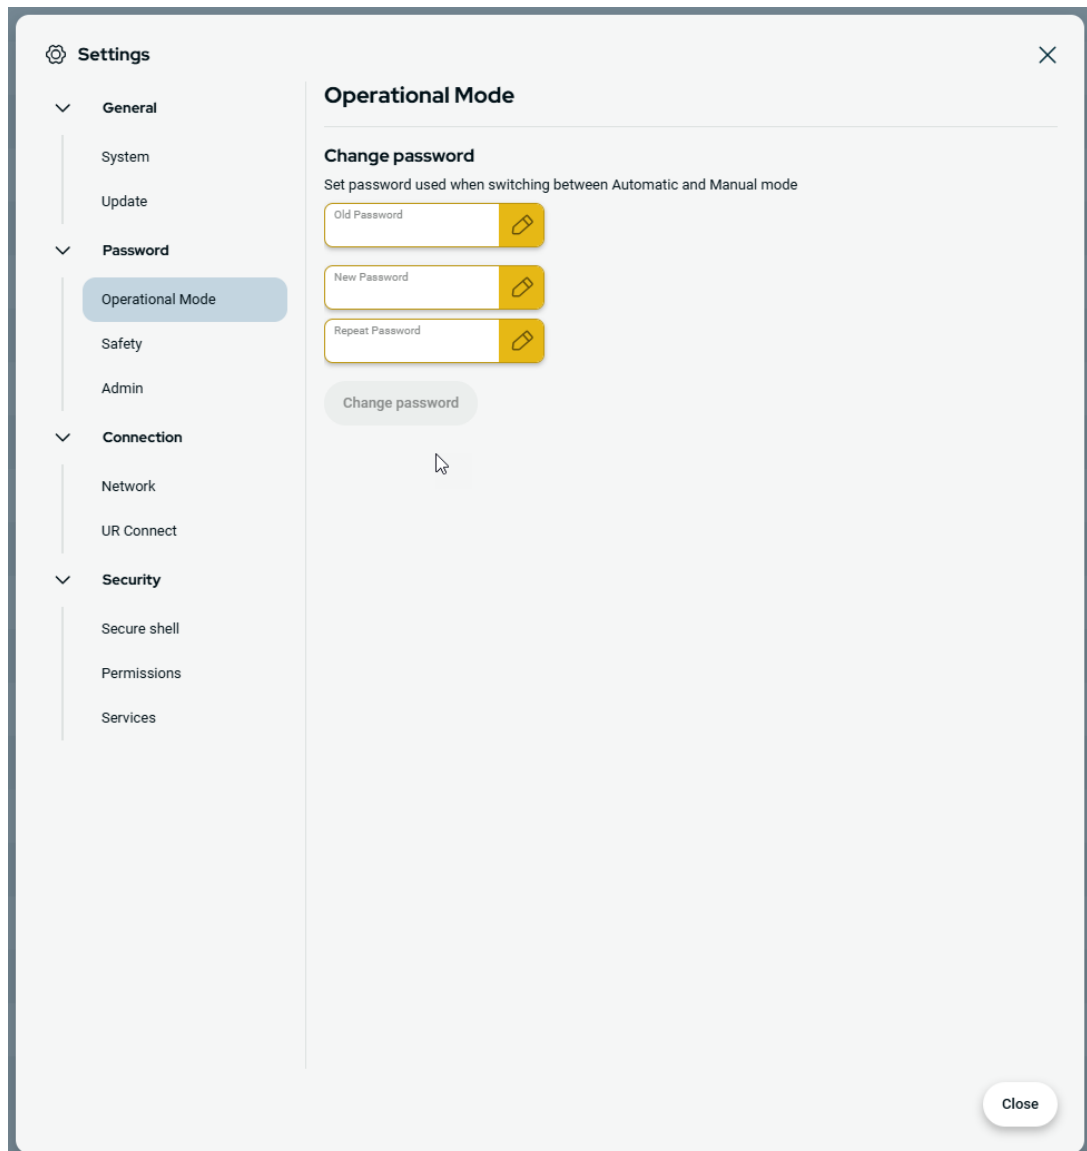 Settings
General
System
Update
Password
Operational Mode
Safety
Admin
Connection
Network
UR Connect
Security
Secure shell
Permissions
Services
Operational Mode
Change password
Set password used when switching between Automatic and Manual mode
Old Password
New Password
Repeat Password
Change password
Close